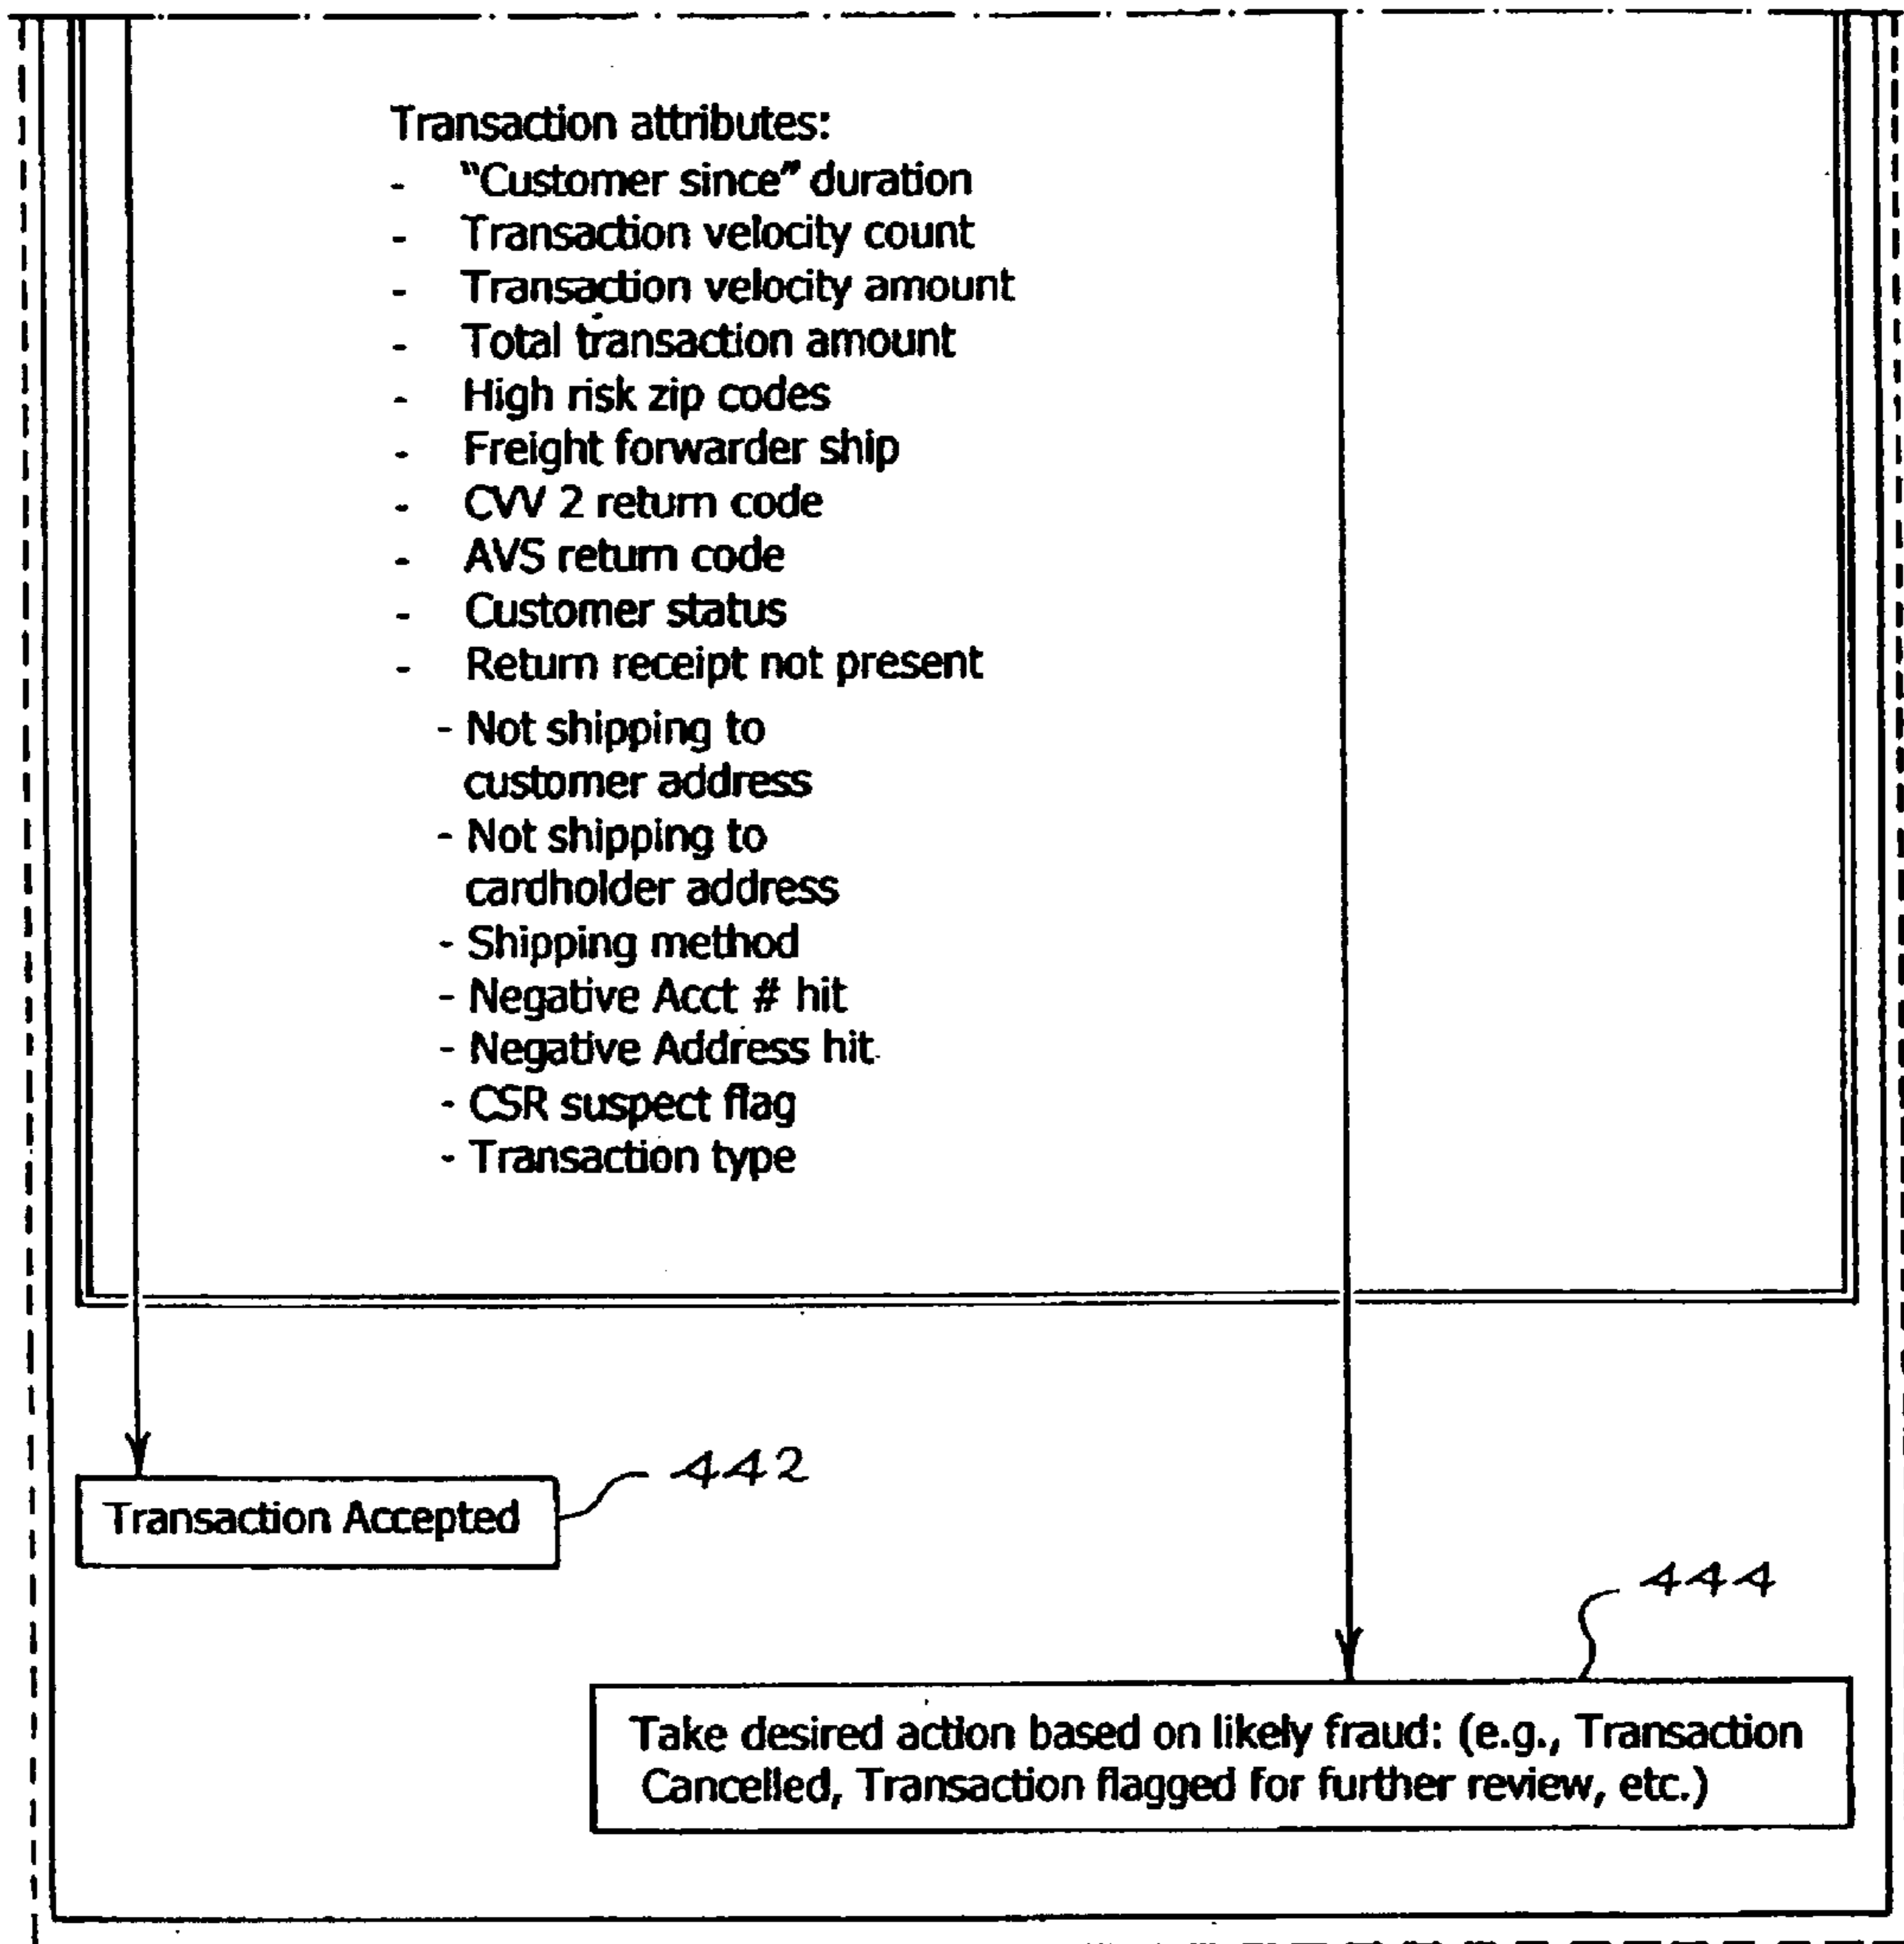 Transaction attributes:
- "Customer since" duration
- Transaction velocity count
- Transaction velocity amount
- Total transaction amount
- High risk zip codes
- Freight forwarder ship
- CVV 2 return code
- AVS return code
- Customer status
- Return receipt not present
- Not shipping to
customer address
- Not shipping to
cardholder address
- Shipping method
- Negative Acct # hit
- Negative Address hit
- CSR suspect flag
- Transaction type
442
Transaction Accepted
444
Take desired action based on likely fraud: (e.g., Transaction
Cancelled, Transaction flagged for further review, etc.)